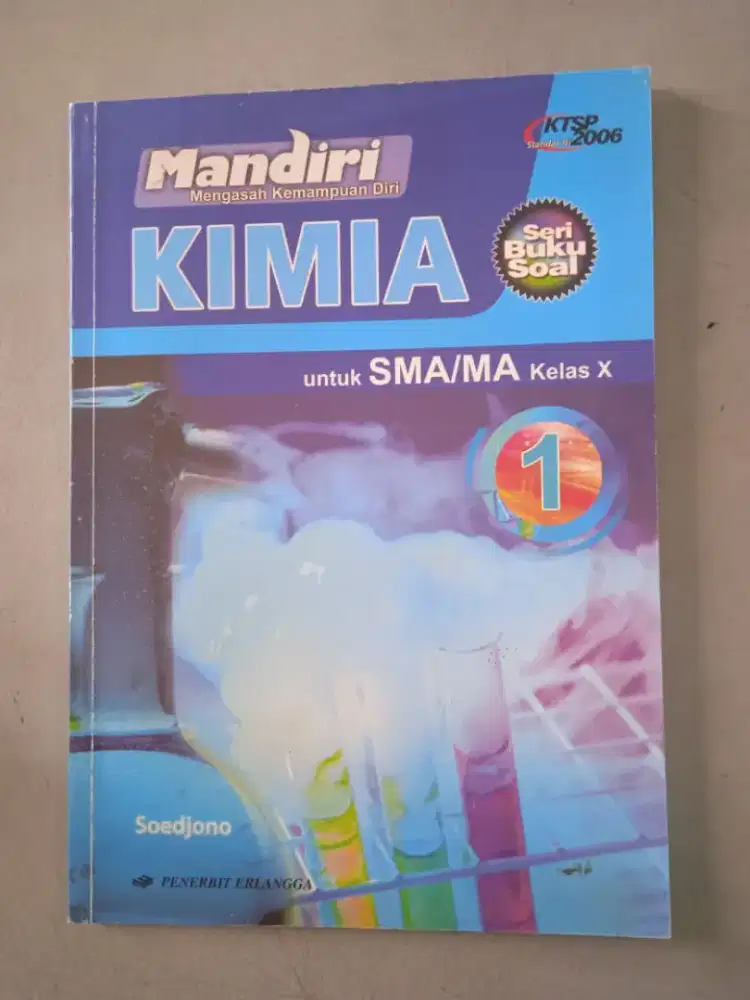 KTSP
2006
Mandiri
Mengasah Kemampuan Diri
KIMIA
Seri
Buku
Soal
untuk SMA/MA Kelas X
1
Soedjono
PENERBIT ERLANGGA